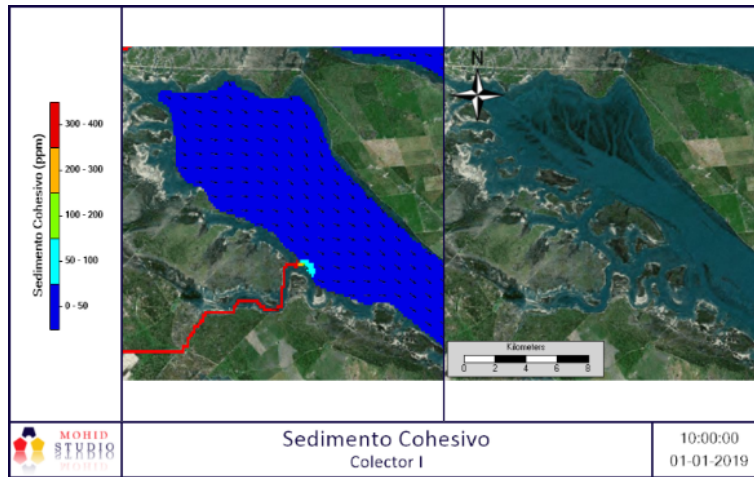 Sedimento Cohesivo (ppm)
300 - 400
200 - 300
100 - 200
50 - 100
0 - 50
N
Kilometers
0 2 4 6 8
MOHID
STUDIO
Sedimento Cohesivo
Colector I
10:00:00
01-01-2019